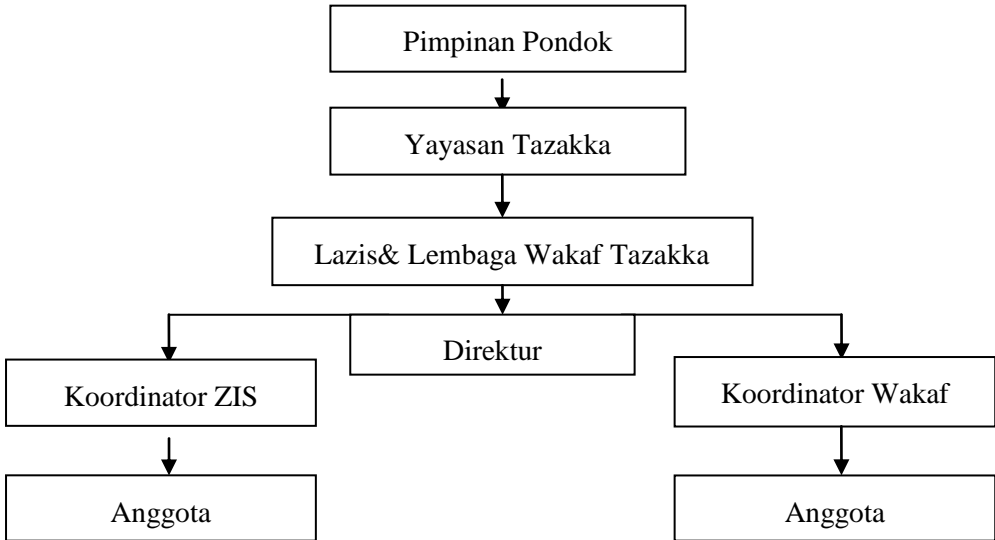 Pimpinan Pondok
Yayasan Tazakka
Lazis& Lembaga Wakaf Tazakka
Direktur
Koordinator ZIS
Koordinator Wakaf
Anggota
Anggota